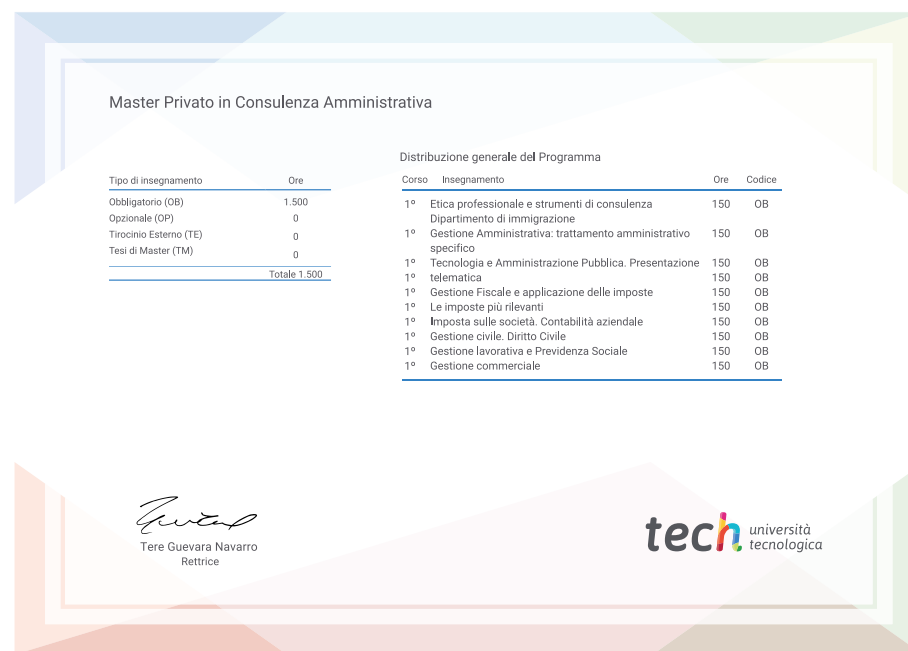 Master Privato in Consulenza Amministrativa
Tipo di insegnamento Ore
Obbligatorio (OB) 1.500
Opzionale (OP) 0
Tirocinio Esterno (TE) 0
Tesi di Master (TM) 0
Totale 1.500
Distribuzione generale del Programma
Corso Insegnamento Ore Codice
1º Etica professionale e strumenti di consulenza 150 OB
Dipartimento di immigrazione
1º Gestione Amministrativa: trattamento amministrativo 150 OB
specifico
1º Tecnologia e Amministrazione Pubblica. Presentazione 150 OB
1º telematica 150 OB
1º Gestione Fiscale e applicazione delle imposte 150 OB
1º Le imposte più rilevanti 150 OB
1º Imposta sulle società. Contabilità aziendale 150 OB
1º Gestione civile. Diritto Civile 150 OB
1º Gestione lavorativa e Previdenza Sociale 150 OB
1º Gestione commerciale 150 OB
Tere Guevara Navarro
Rettrice
tech università
tecnologica